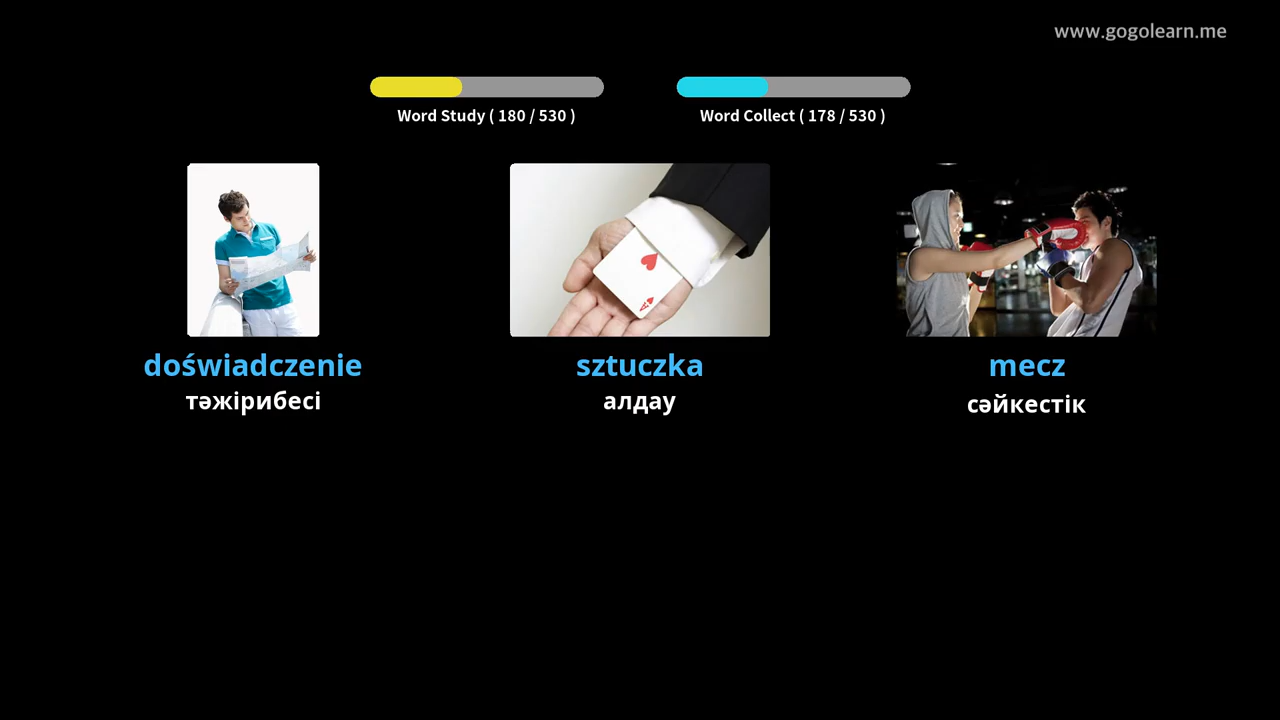 www.gogolearn.me
Word Study ( 180 / 530 )
Word Collect ( 178 / 530 )
doświadczenie
тәжірибесі
sztuczka
алдау
mecz
сәйкестік